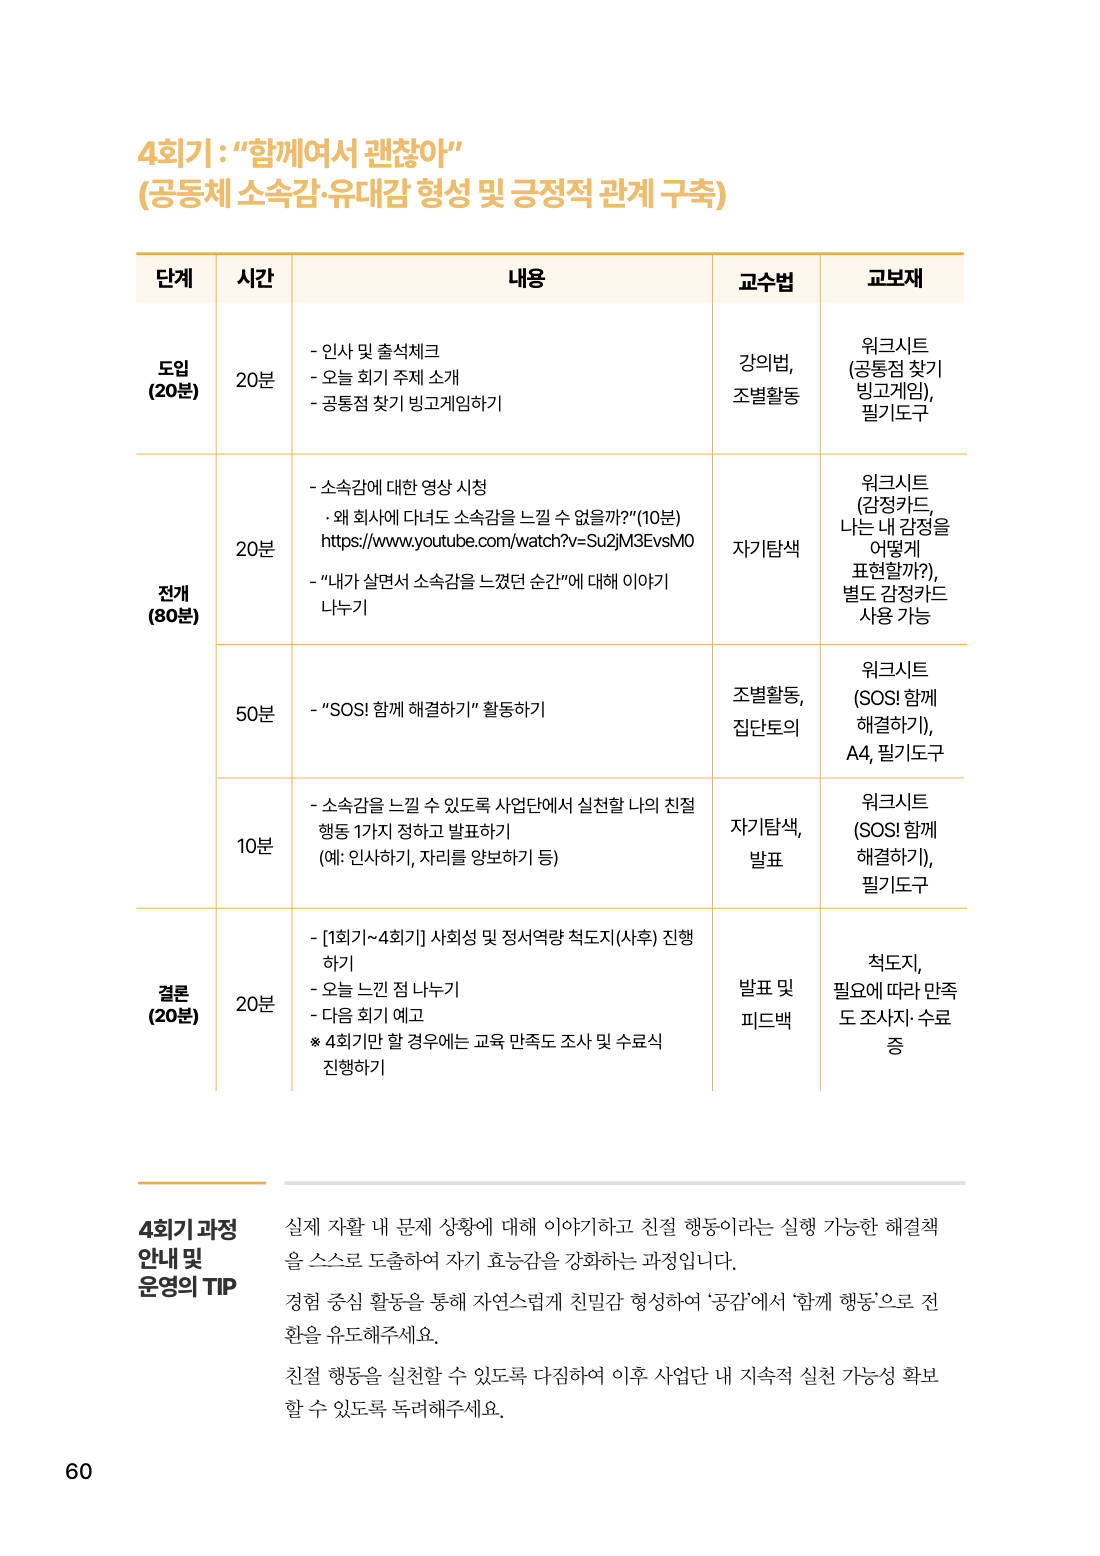 4회기 : “함께여서 괜찮아”
(공동체 소속감·유대감 형성 및 긍정적 관계 구축)
단계
시간
내용
교수법
교보재
도입
(20분)
20분
- 인사 및 출석체크
- 오늘 회기 주제 소개
- 공통점 찾기 빙고게임하기
강의법,
조별활동
워크시트
(공통점 찾기
빙고게임),
필기도구
전개
(80분)
20분
- 소속감에 대한 영상 시청
· 왜 회사에 다녀도 소속감을 느낄 수 없을까?”(10분)
https://www.youtube.com/watch?v=Su2jM3EvsM0
- “내가 살면서 소속감을 느꼈던 순간”에 대해 이야기
나누기
자기탐색
워크시트
(감정카드,
나는 내 감정을
어떻게
표현할까?),
별도 감정카드
사용 가능
50분
- “SOS! 함께 해결하기” 활동하기
조별활동,
집단토의
워크시트
(SOS! 함께
해결하기),
A4, 필기도구
10분
- 소속감을 느낄 수 있도록 사업단에서 실천할 나의 친절
행동 1가지 정하고 발표하기
(예: 인사하기, 자리를 양보하기 등)
자기탐색,
발표
워크시트
(SOS! 함께
해결하기),
필기도구
결론
(20분)
20분
- [1회기~4회기] 사회성 및 정서역량 척도지(사후) 진행
하기
- 오늘 느낀 점 나누기
- 다음 회기 예고
※ 4회기만 할 경우에는 교육 만족도 조사 및 수료식
진행하기
발표 및
피드백
척도지,
필요에 따라 만족
도 조사지· 수료
증
4회기 과정
안내 및
운영의 TIP
실제 자활 내 문제 상황에 대해 이야기하고 친절 행동이라는 실행 가능한 해결책
을 스스로 도출하여 자기 효능감을 강화하는 과정입니다.
경험 중심 활동을 통해 자연스럽게 친밀감 형성하여 ‘공감’에서 ‘함께 행동’으로 전
환을 유도해주세요.
친절 행동을 실천할 수 있도록 다짐하여 이후 사업단 내 지속적 실천 가능성 확보
할 수 있도록 독려해주세요.
60